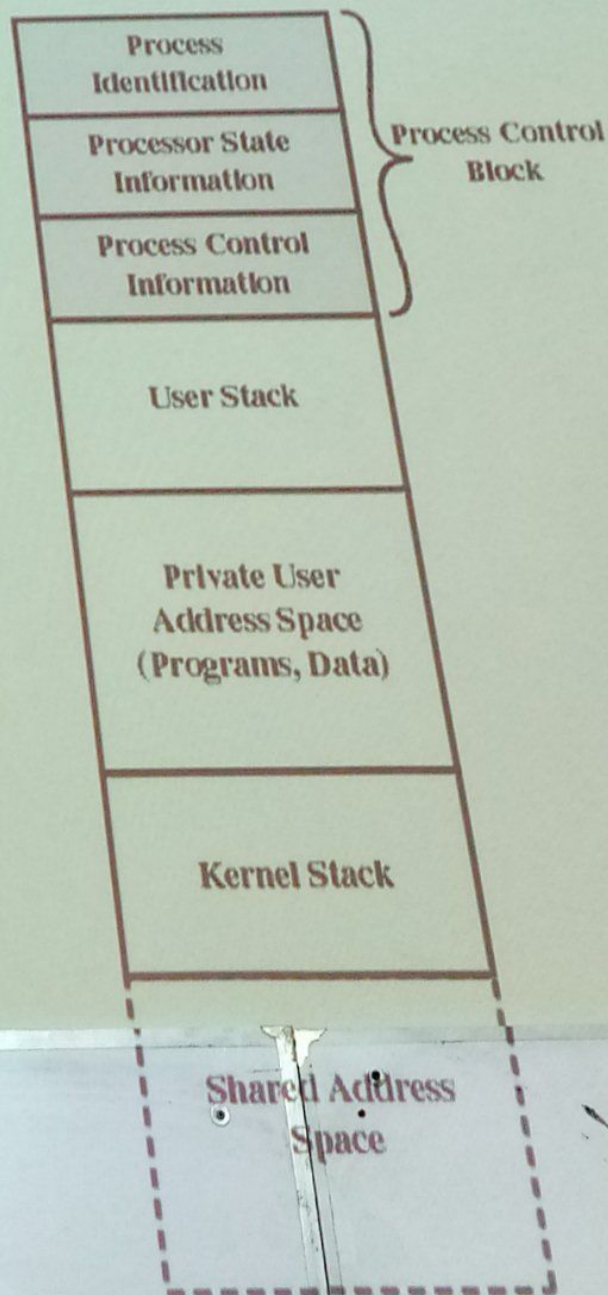 Process
Identification
Processor State
Information
Process Control
Information
Process Control
Block
User Stack
Private User
Address Space
(Programs, Data)
Kernel Stack
Shared Address
Space